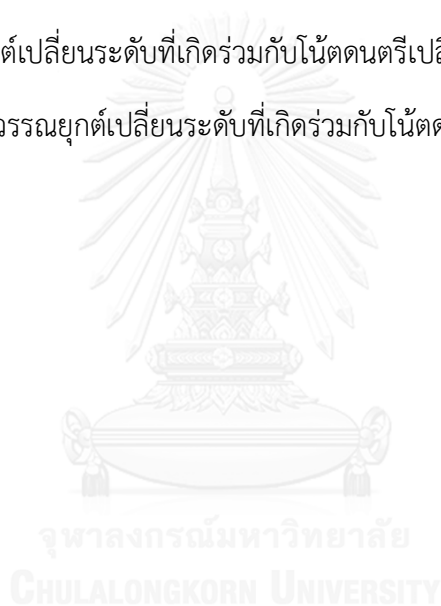 ต์เปลี่ยนระดับที่เกิดร่วมกับโน้ตดนตรีเปลี
วรรณยุกต์เปลี่ยนระดับที่เกิดร่วมกับโน้ตด
จุฬาลงกรณ์มหาวิทยาลัย
CHULALONGKORN UNIVERSITY